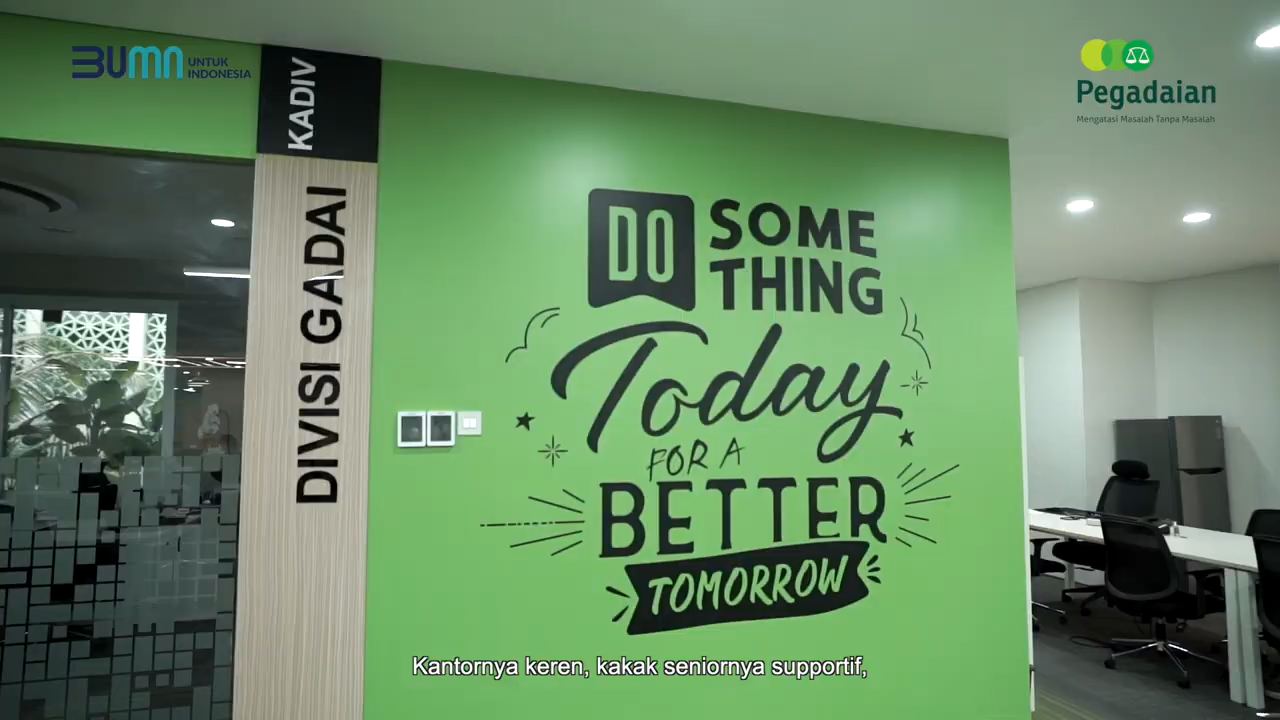 BUMN UNTUK
INDONESIA
KADIV
DIVISI GADAI
Pegadaian
Mengatasi Masalah Tanpa Masalah
DO SOME
THING
Today
FOR A
BETTER
TOMORROW
Kantornya keren, kakak seniornya supportif,